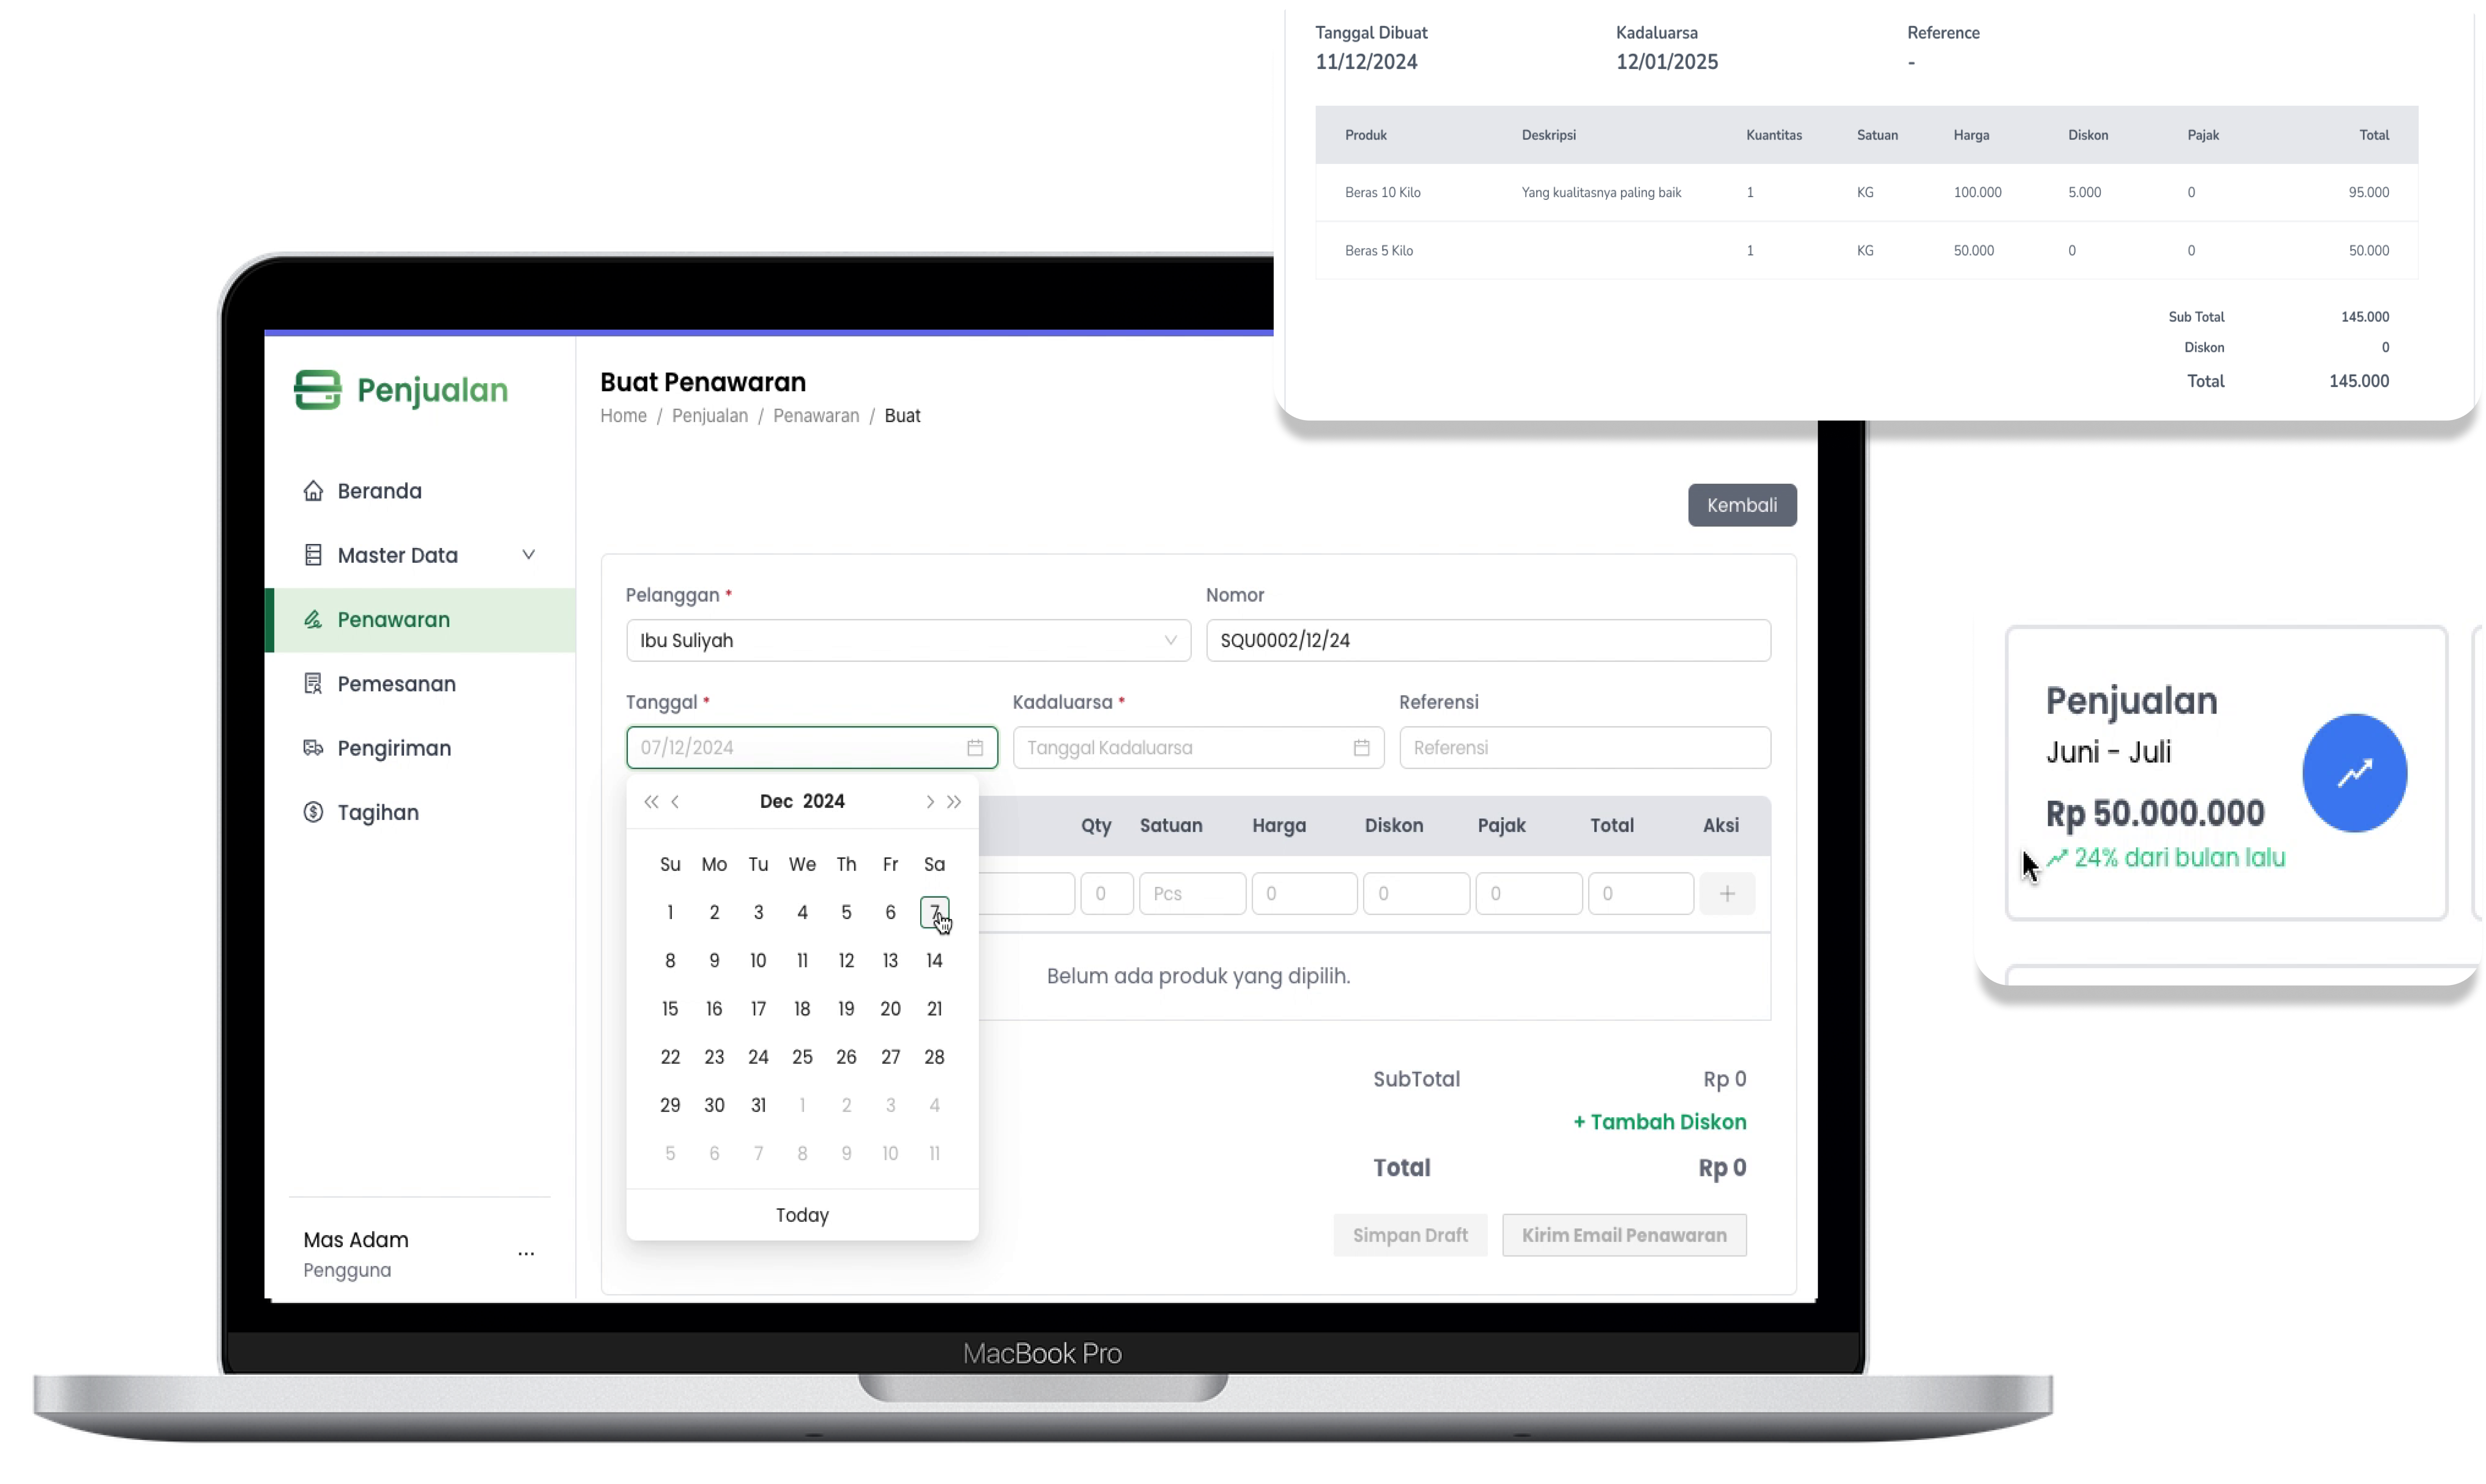 Tanggal Dibuat Kadaluarsa Reference
11/12/2024 12/01/2025 -
Produk Deskripsi Kuantitas Satuan Harga Diskon Pajak Total
Beras 10 Kilo Yang kualitasnya paling baik 1 KG 100.000 5.000 0 95.000
Beras 5 Kilo 1 KG 50.000 0 0 50.000
Sub Total 145.000
Diskon 0
Total 145.000
Penjualan
Beranda
Master Data
Penawaran
Pemesanan
Pengiriman
Tagihan
Mas Adam
...
Pengguna
Buat Penawaran
Home / Penjualan / Penawaran / Buat
Kembali
Pelanggan * Nomor
Ibu Suliyah SQU0002/12/24
Tanggal * Kadaluarsa * Referensi
07/12/2024 Tanggal Kadaluarsa Referensi
Dec 2024
Su Mo Tu We Th Fr Sa
1 2 3 4 5 6 7
8 9 10 11 12 13 14
15 16 17 18 19 20 21
22 23 24 25 26 27 28
29 30 31 1 2 3 4
5 6 7 8 9 10 11
Today
Qty Satuan Harga Diskon Pajak Total Aksi
0 Pcs 0 0 0 0 +
Belum ada produk yang dipilih.
SubTotal Rp 0
+ Tambah Diskon
Total Rp 0
Simpan Draft Kirim Email Penawaran
MacBook Pro
Penjualan
Juni - Juli
Rp 50.000.000
24% dari bulan lalu